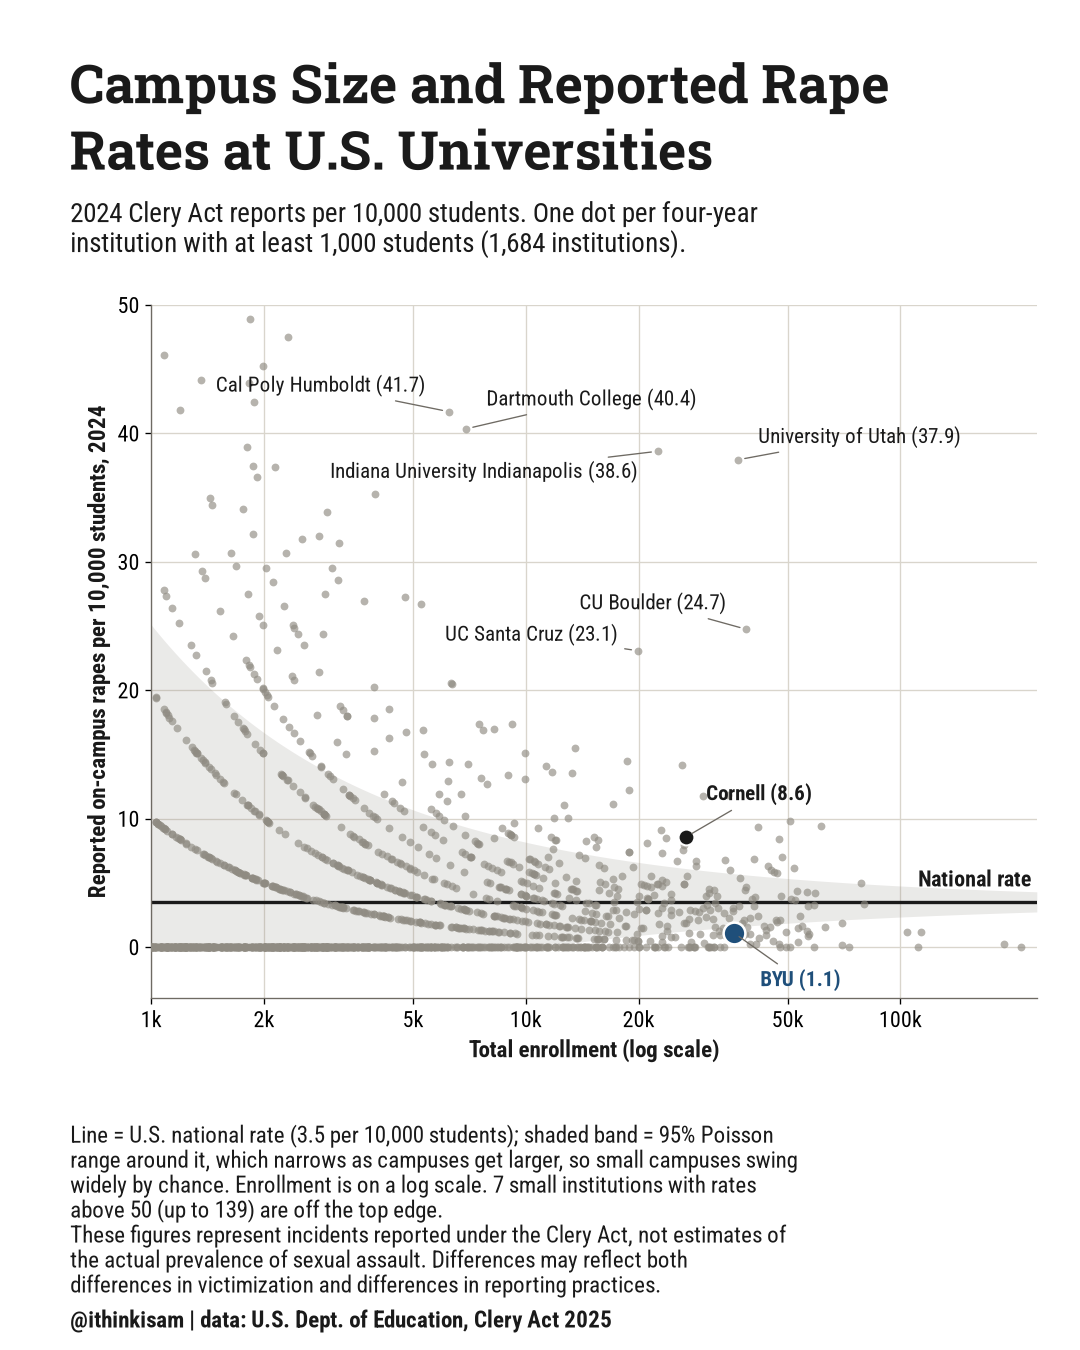 Campus Size and Reported Rape
Rates at U.S. Universities
2024 Clery Act reports per 10,000 students. One dot per four-year
institution with at least 1,000 students (1,684 institutions).
50
40
30
20
10
0
Reported on-campus rapes per 10,000 students, 2024
Cal Poly Humboldt (41.7)
Dartmouth College (40.4)
University of Utah (37.9)
Indiana University Indianapolis (38.6)
CU Boulder (24.7)
UC Santa Cruz (23.1)
Cornell (8.6)
National rate
BYU (1.1)
1k
2k
5k
10k
20k
50k
100k
Total enrollment (log scale)
Line = U.S. national rate (3.5 per 10,000 students); shaded band = 95% Poisson
range around it, which narrows as campuses get larger, so small campuses swing
widely by chance. Enrollment is on a log scale. 7 small institutions with rates
above 50 (up to 139) are off the top edge.
These figures represent incidents reported under the Clery Act, not estimates of
the actual prevalence of sexual assault. Differences may reflect both
differences in victimization and differences in reporting practices.
@ithinkisam | data: U.S. Dept. of Education, Clery Act 2025